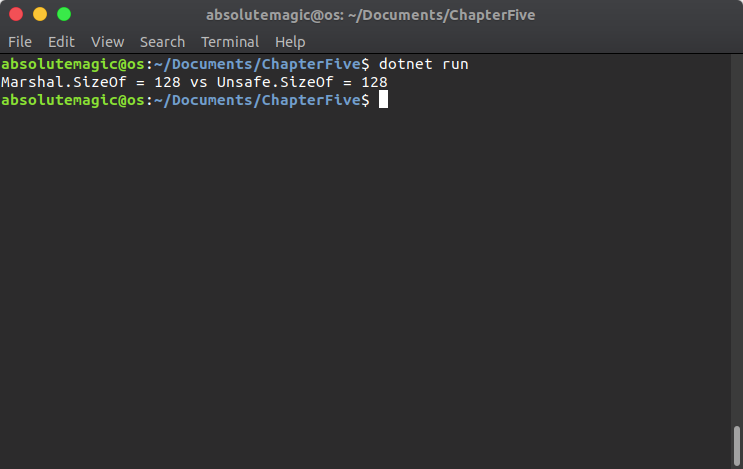 absolutemagic@os: ~/Documents/ChapterFive
File Edit View Search Terminal Help
absolutemagic@os:~/Documents/ChapterFive$ dotnet run
Marshal.SizeOf = 128 vs Unsafe.SizeOf = 128
absolutemagic@os:~/Documents/ChapterFive$